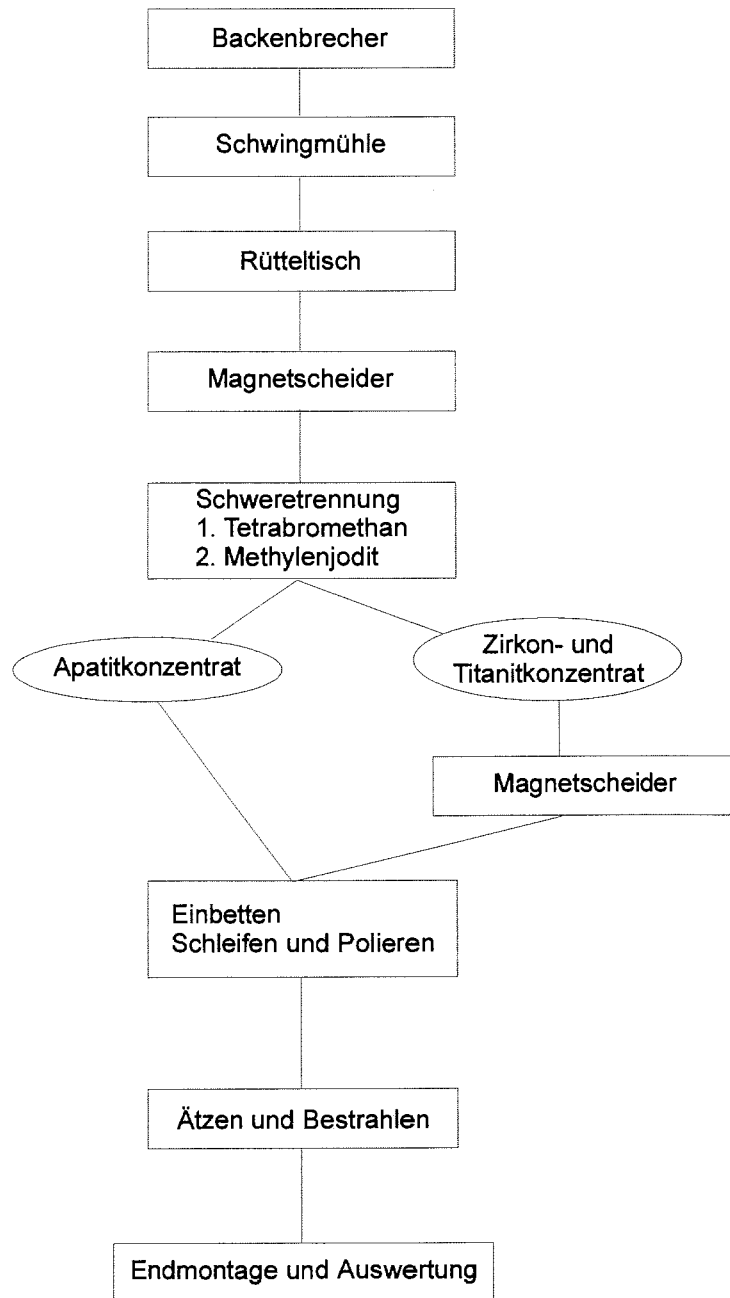 Backenbrecher
Schwingmühle
Rütteltisch
Magnetscheider
Schweretrennung
1. Tetrabromethan
2. Methylenjodit
Apatitkonzentrat
Zirkon- und
Titanitkonzentrat
Magnetscheider
Einbetten
Schleifen und Polieren
Ätzen und Bestrahlen
Endmontage und Auswertung